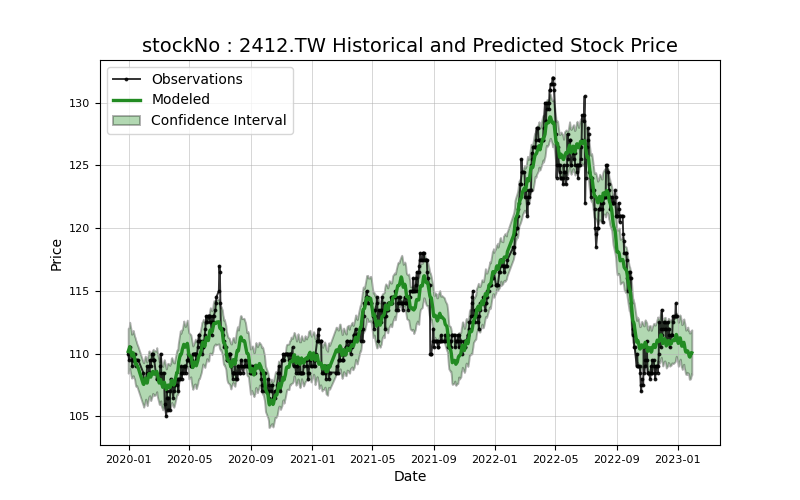 stockNo : 2412.TW Historical and Predicted Stock Price
Observations
Modeled
Confidence Interval
Price
130
125
120
115
110
105
2020-01 2020-05 2020-09 2021-01 2021-05 2021-09 2022-01 2022-05 2022-09 2023-01
Date